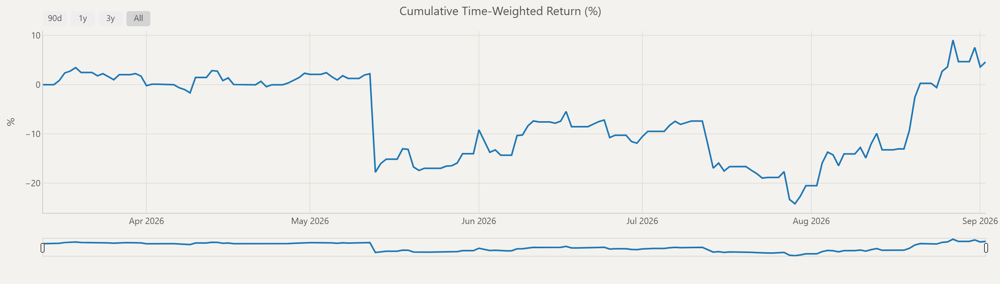 Cumulative Time-Weighted Return (%)
90d 1y 3y All
10
0
−10
−20
%
Apr 2026 May 2026 Jun 2026 Jul 2026 Aug 2026 Sep 2026